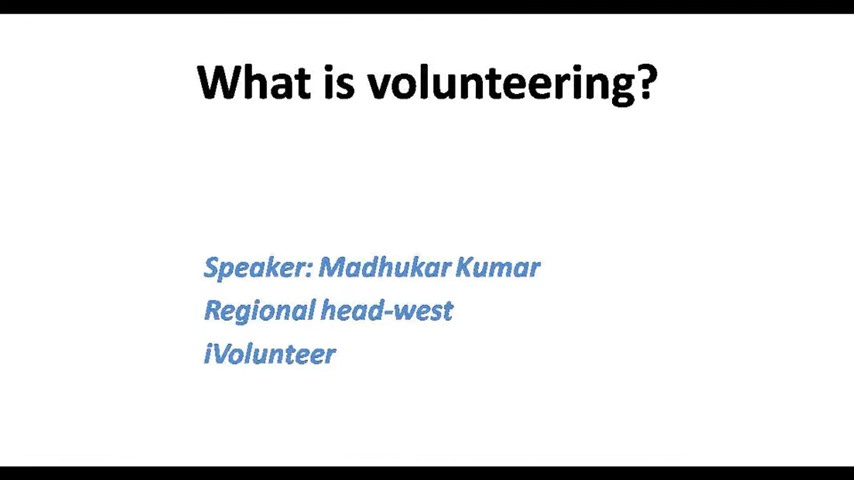 What is volunteering?
Speaker: Madhukar Kumar
Regional head-west
iVolunteer